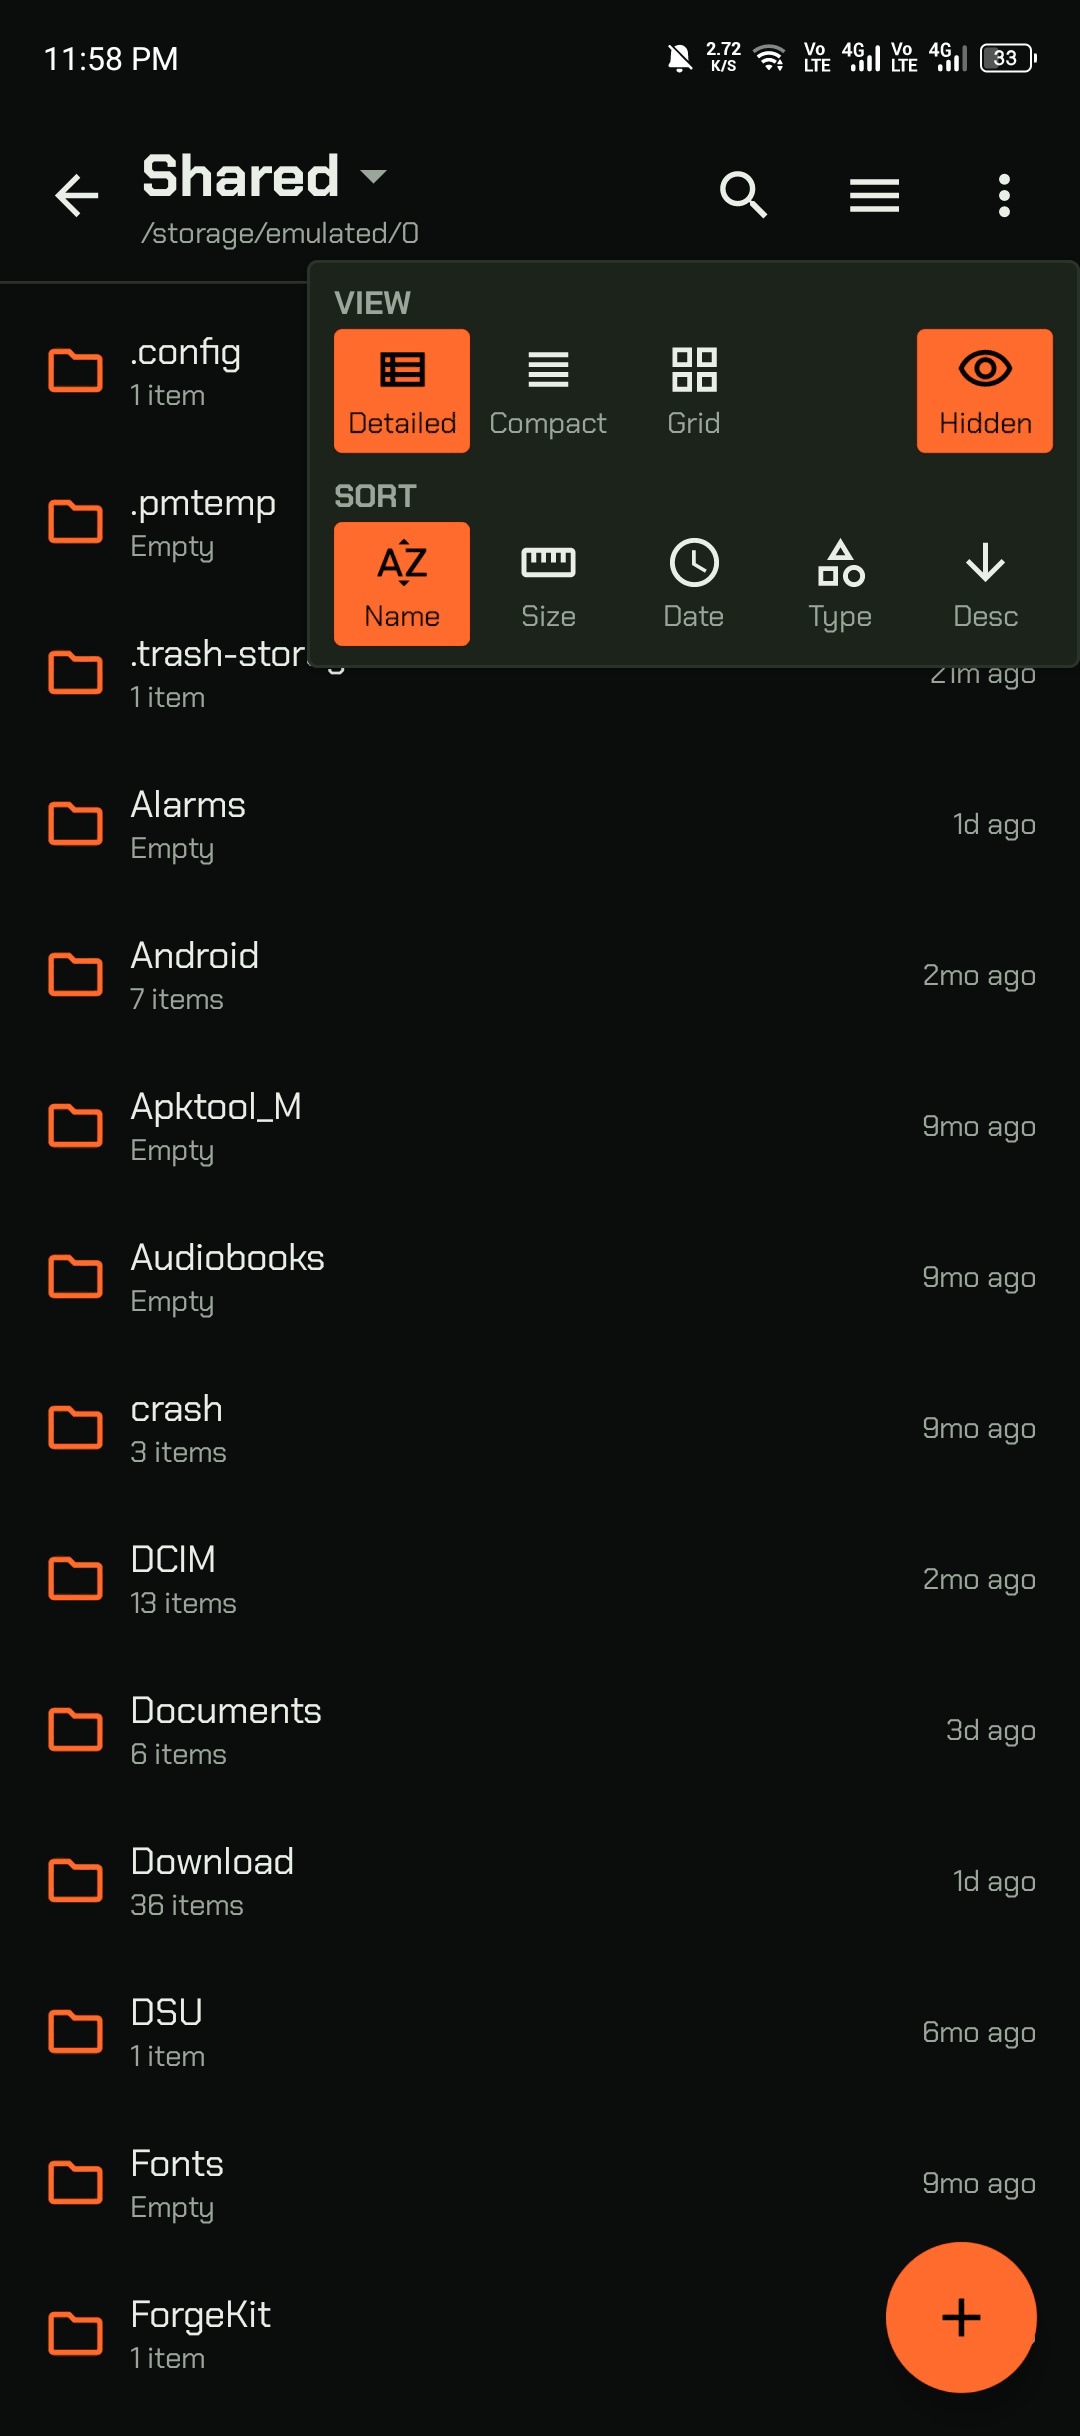 11:58 PM
2.72 K/S
Vo LTE 4G Vo LTE 4G 33
Shared
/storage/emulated/0
VIEW
Detailed Compact Grid Hidden
SORT
AZ
Name Size Date Type Desc
.config
1 item
.pmtemp
Empty
1 item
21m ago
Alarms
Empty
1d ago
Android
7 items
2mo ago
Apktool_M
Empty
9mo ago
Audiobooks
Empty
9mo ago
crash
3 items
9mo ago
DCIM
13 items
2mo ago
Documents
6 items
3d ago
Download
36 items
1d ago
DSU
1 item
6mo ago
Fonts
Empty
9mo ago
ForgeKit
1 item